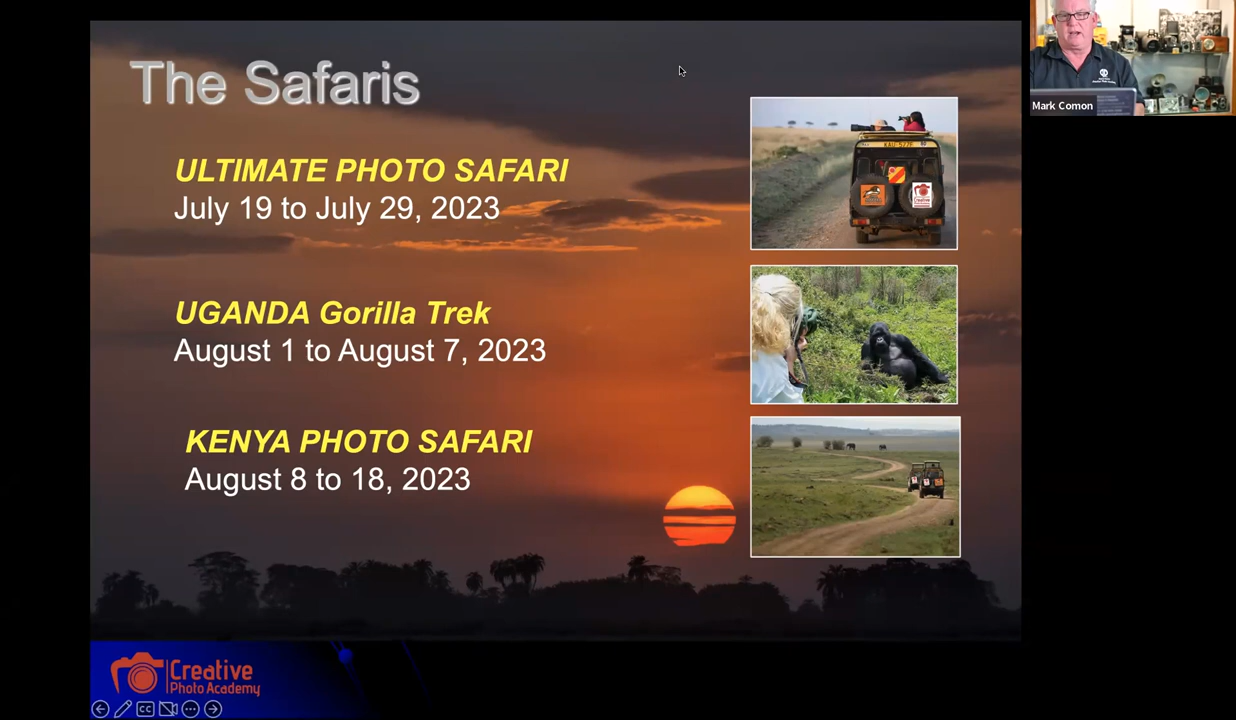 The Safaris
ULTIMATE PHOTO SAFARI
July 19 to July 29, 2023
UGANDA Gorilla Trek
August 1 to August 7, 2023
KENYA PHOTO SAFARI
August 8 to 18, 2023
Mark Comon
Creative
Photo Academy
CC